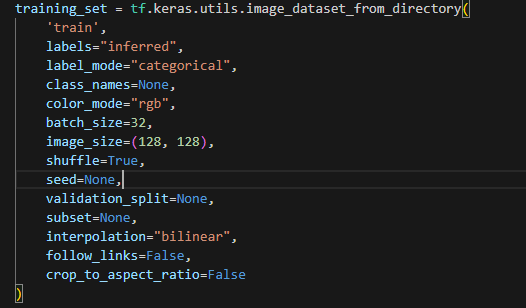 training_set = tf.keras.utils.image_dataset_from_directory(
    'train',
    labels="inferred",
    label_mode="categorical",
    class_names=None,
    color_mode="rgb",
    batch_size=32,
    image_size=(128, 128),
    shuffle=True,
    seed=None,
    validation_split=None,
    subset=None,
    interpolation="bilinear",
    follow_links=False,
    crop_to_aspect_ratio=False
)